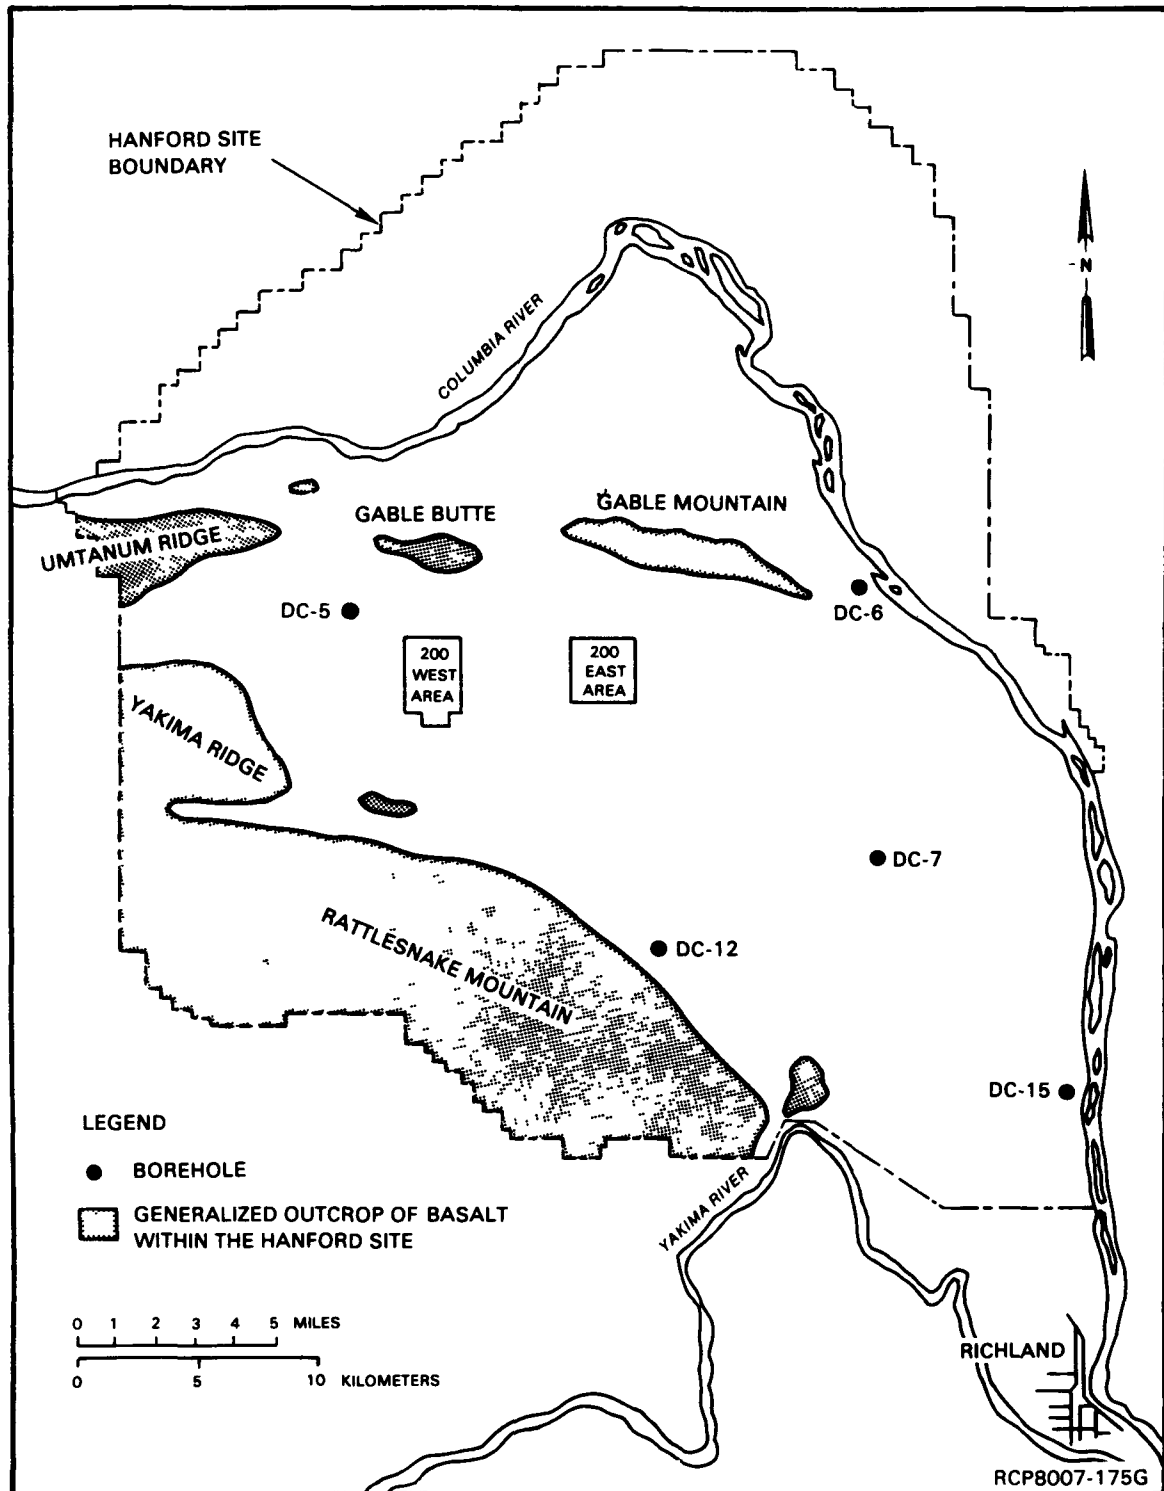 HANFORD SITE
BOUNDARY
N
COLUMBIA RIVER
GABLE BUTTE
GABLE MOUNTAIN
UMTANUM RIDGE
DC-5
DC-6
200
WEST
AREA
200
EAST
AREA
YAKIMA RIDGE
DC-7
RATTLESNAKE MOUNTAIN
DC-12
DC-15
LEGEND
BOREHOLE
GENERALIZED OUTCROP OF BASALT
WITHIN THE HANFORD SITE
YAKIMA RIVER
0 1 2 3 4 5 MILES
0 5 10 KILOMETERS
RICHLAND
RCP8007-175G